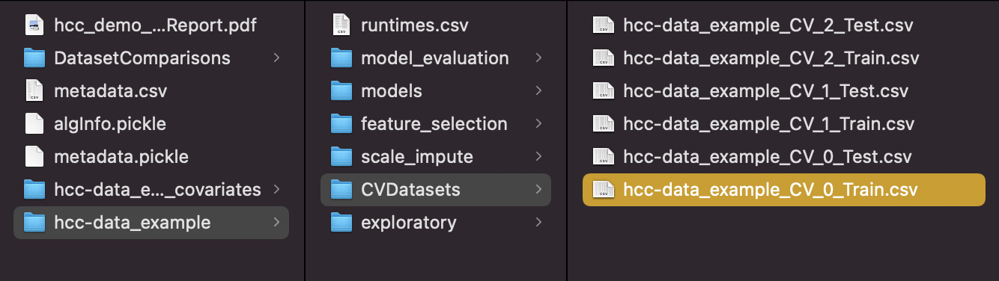 hcc_demo_...Report.pdf
DatasetComparisons
metadata.csv
algInfo.pickle
metadata.pickle
hcc-data_e..._covariates
hcc-data_example
runtimes.csv
model_evaluation
models
feature_selection
scale_impute
CVDatasets
exploratory
hcc-data_example_CV_2_Test.csv
hcc-data_example_CV_2_Train.csv
hcc-data_example_CV_1_Test.csv
hcc-data_example_CV_1_Train.csv
hcc-data_example_CV_0_Test.csv
hcc-data_example_CV_0_Train.csv